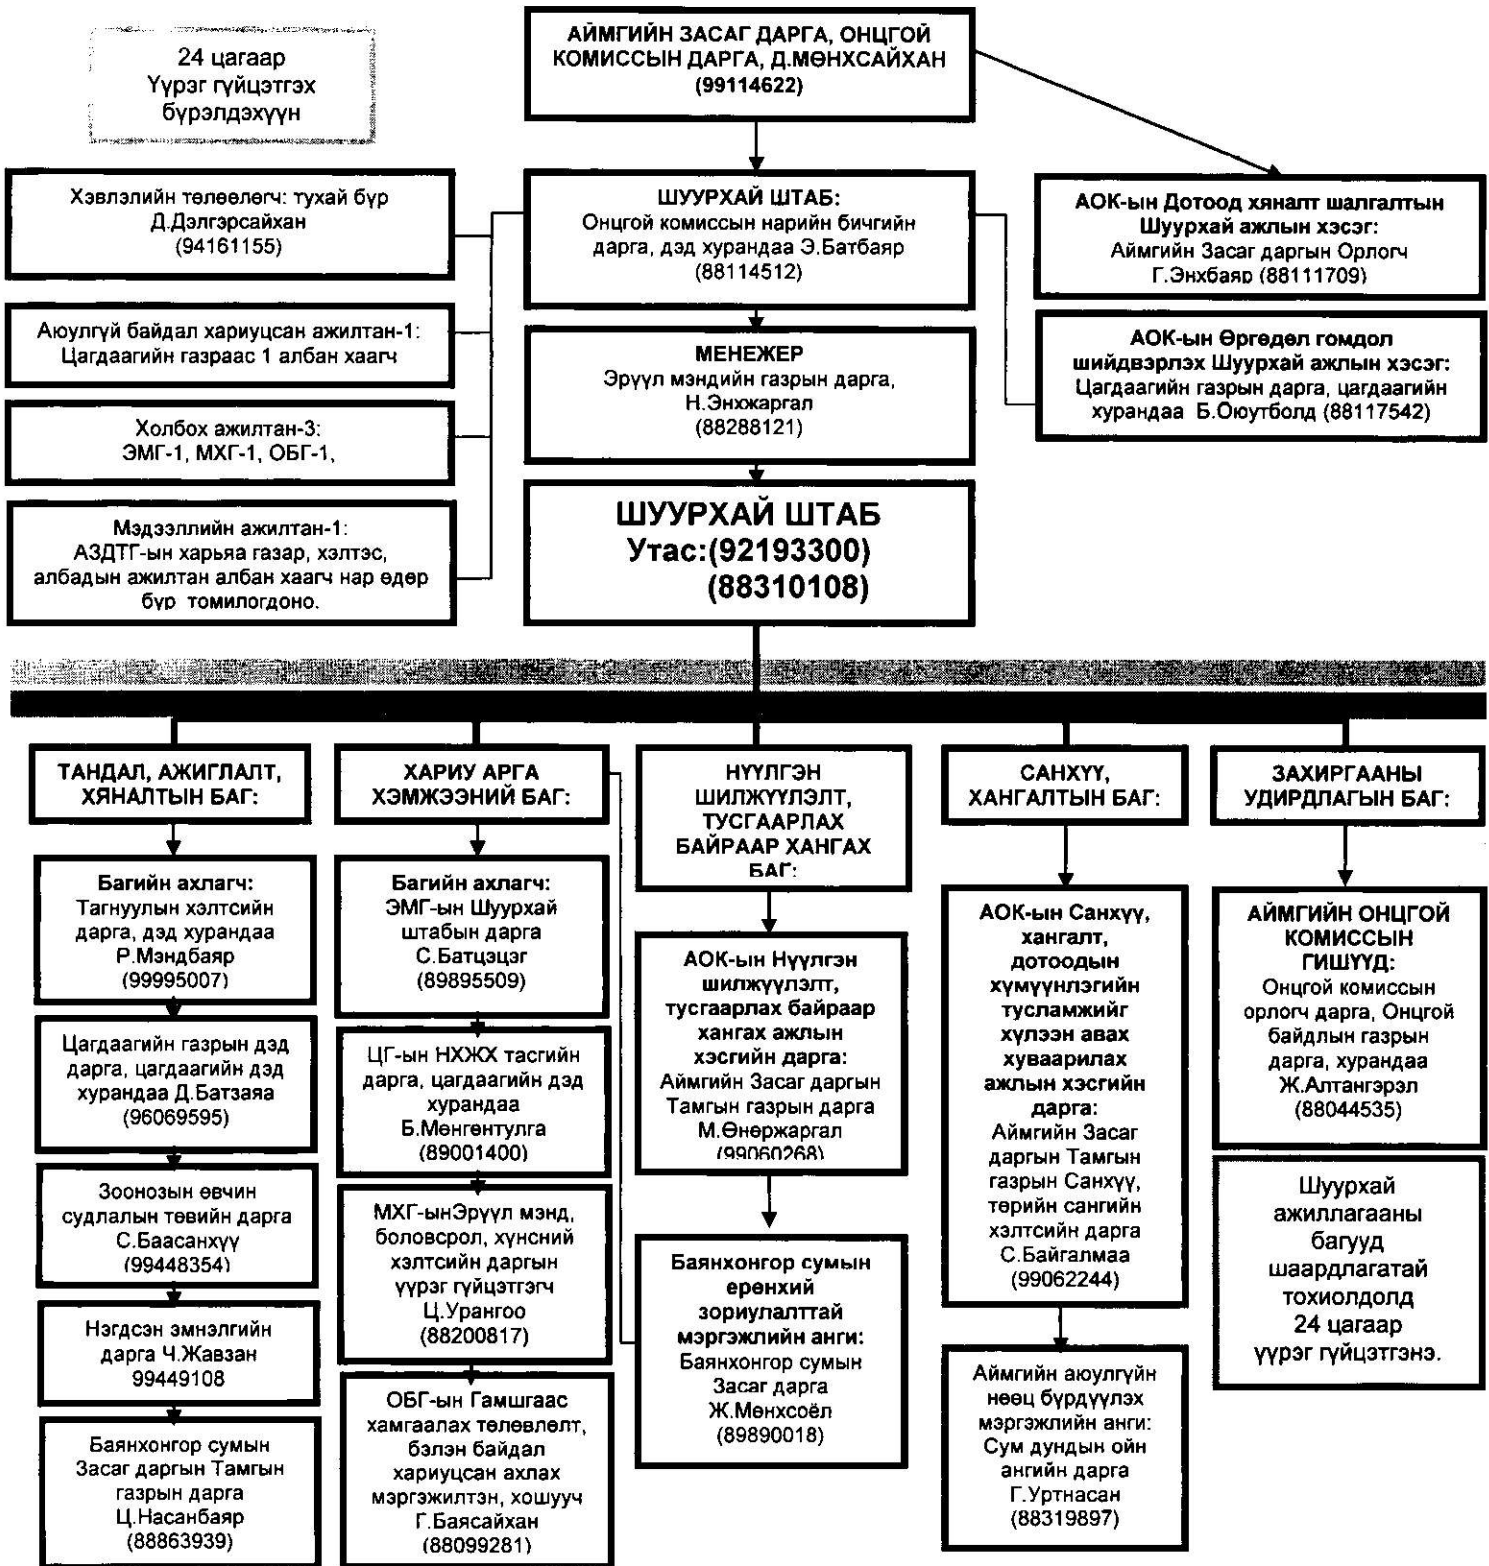 24 цагаар
Үүрэг гүйцэтгэх
бүрэлдэхүүн
АЙМГИЙН ЗАСАГ ДАРГА, ОНЦГОЙ
КОМИССЫН ДАРГА, Д.МӨНХСАЙХАН
(99114622)
Хэвлэлийн төлөөлөгч: тухай бүр
Д.Дэлгэрсайхан
(94161155)
Аюулгүй байдал хариуцсан ажилтан-1:
Цагдаагийн газраас 1 албан хаагч
Холбох ажилтан-3:
ЭМГ-1, МХГ-1, ОБГ-1,
Мэдээллийн ажилтан-1:
АЗДТГ-ын харьяа газар, хэлтэс,
албадын ажилтан албан хаагч нар өдөр
бүр томилогдоно.
ШУУРХАЙ ШТАБ:
Онцгой комиссын нарийн бичгийн
дарга, дэд хурандаа Э.Батбаяр
(88114512)
МЕНЕЖЕР
Эрүүл мэндийн газрын дарга,
Н.Энхжаргал
(88288121)
ШУУРХАЙ ШТАБ
Утас:(92193300)
(88310108)
АОК-ын Дотоод хяналт шалгалтын
Шуурхай ажлын хэсэг:
Аймгийн Засаг даргын Орлогч
Г.Энхбаяр (88111709)
АОК-ын Өргөдөл гомдол
шийдвэрлэх Шуурхай ажлын хэсэг:
Цагдаагийн газрын дарга, цагдаагийн
хурандаа Б.Оюутболд (88117542)
ТАНДАЛ, АЖИГЛАЛТ,
ХЯНАЛТЫН БАГ:
Багийн ахлагч:
Тагнуулын хэлтсийн
дарга, дэд хурандаа
Р.Мэндбаяр
(99995007)
Цагдаагийн газрын дэд
дарга, цагдаагийн дэд
хурандаа Д.Батзаяа
(96069595)
Зоонозын өвчин
судлалын төвийн дарга
С.Баасанхүү
(99448354)
Нэгдсэн эмнэлгийн
дарга Ч.Жавзан
99449108
Баянхонгор сумын
Засаг даргын Тамгын
газрын дарга
Ц.Насанбаяр
(88863939)
ХАРИУ АРГА
ХЭМЖЭЭНИЙ БАГ:
Багийн ахлагч:
ЭМГ-ын Шуурхай
штабын дарга
С.Батцэцэг
(89895509)
ЦГ-ын НХЖХ тасгийн
дарга, цагдаагийн дэд
хурандаа
Б.Мөнгөнтулга
(89001400)
МХГ-ынЭрүүл мэнд,
боловсрол, хүнсний
хэлтсийн даргын
үүрэг гүйцэтгэгч
Ц.Урангоо
(88200817)
ОБГ-ын Гамшгаас
хамгаалах төлөвлөлт,
бэлэн байдал
хариуцсан ахлах
мэргэжилтэн, хошууч
Г.Баясайхан
(88099281)
НҮҮЛГЭН
ШИЛЖҮҮЛЭЛТ,
ТУСГААРЛАХ
БАЙРААР ХАНГАХ
БАГ:
АОК-ын Нүүлгэн
шилжүүлэлт,
тусгаарлах байраар
хангах ажлын
хэсгийн дарга:
Аймгийн Засаг даргын
Тамгын газрын дарга
М.Өнөржаргал
(99060268)
Баянхонгор сумын
ерөнхий
зориулалттай
мэргэжлийн анги:
Баянхонгор сумын
Засаг дарга
Ж.Мөнхсоёл
(89890018)
САНХҮҮ,
ХАНГАЛТЫН БАГ:
АОК-ын Санхүү,
хангалт,
дотоодын
хүмүүнлэгийн
тусламжийг
хүлээн авах
хуваарилах
ажлын хэсгийн
дарга:
Аймгийн Засаг
даргын Тамгын
газрын Санхүү,
төрийн сангийн
хэлтсийн дарга
С.Байгалмаа
(99062244)
Аймгийн аюулгүйн
нөөц бүрдүүлэх
мэргэжлийн анги:
Сум дундын ойн
ангийн дарга
Г.Уртнасан
(88319897)
ЗАХИРГААНЫ
УДИРДЛАГЫН БАГ:
АЙМГИЙН ОНЦГОЙ
КОМИССЫН
ГИШҮҮД:
Онцгой комиссын
орлогч дарга, Онцгой
байдлын газрын
дарга, хурандаа
Ж.Алтангэрэл
(88044535)
Шуурхай
ажиллагааны
багууд
шаардлагатай
тохиолдолд
24 цагаар
үүрэг гүйцэтгэнэ.